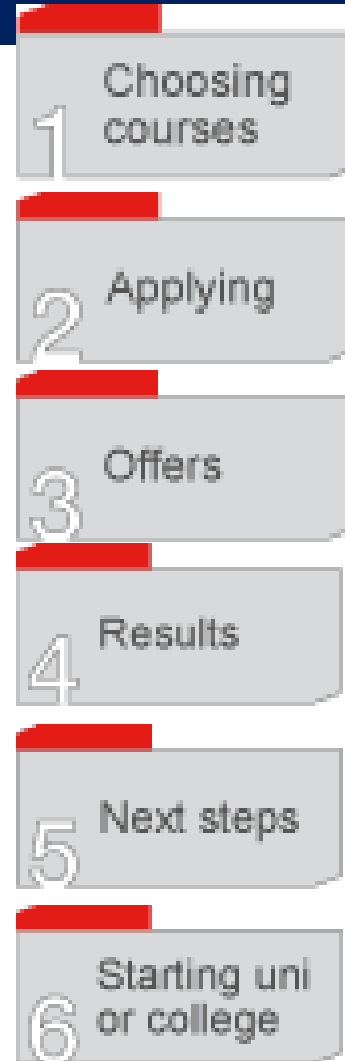 1 Choosing
courses
2 Applying
3 Offers
4 Results
5 Next steps
6 Starting uni
or college